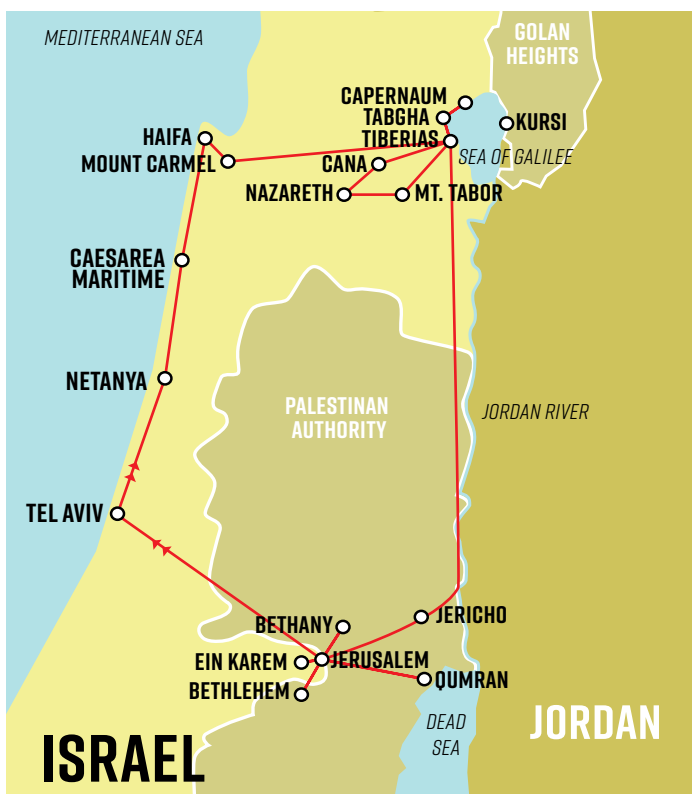 MEDITERRANEAN SEA
GOLAN
HEIGHTS
CAPERNAUM
TABGHA
KURSI
HAIFA
TIBERIAS
MOUNT CARMEL
CANA
SEA OF GALILEE
NAZARETH
MT. TABOR
CAESAREA
MARITIME
NETANYA
PALESTINAN
AUTHORITY
JORDAN RIVER
TEL AVIV
BETHANY
JERICHO
EIN KAREM
JERUSALEM
BETHLEHEM
QUMRAN
DEAD
SEA
JORDAN
ISRAEL